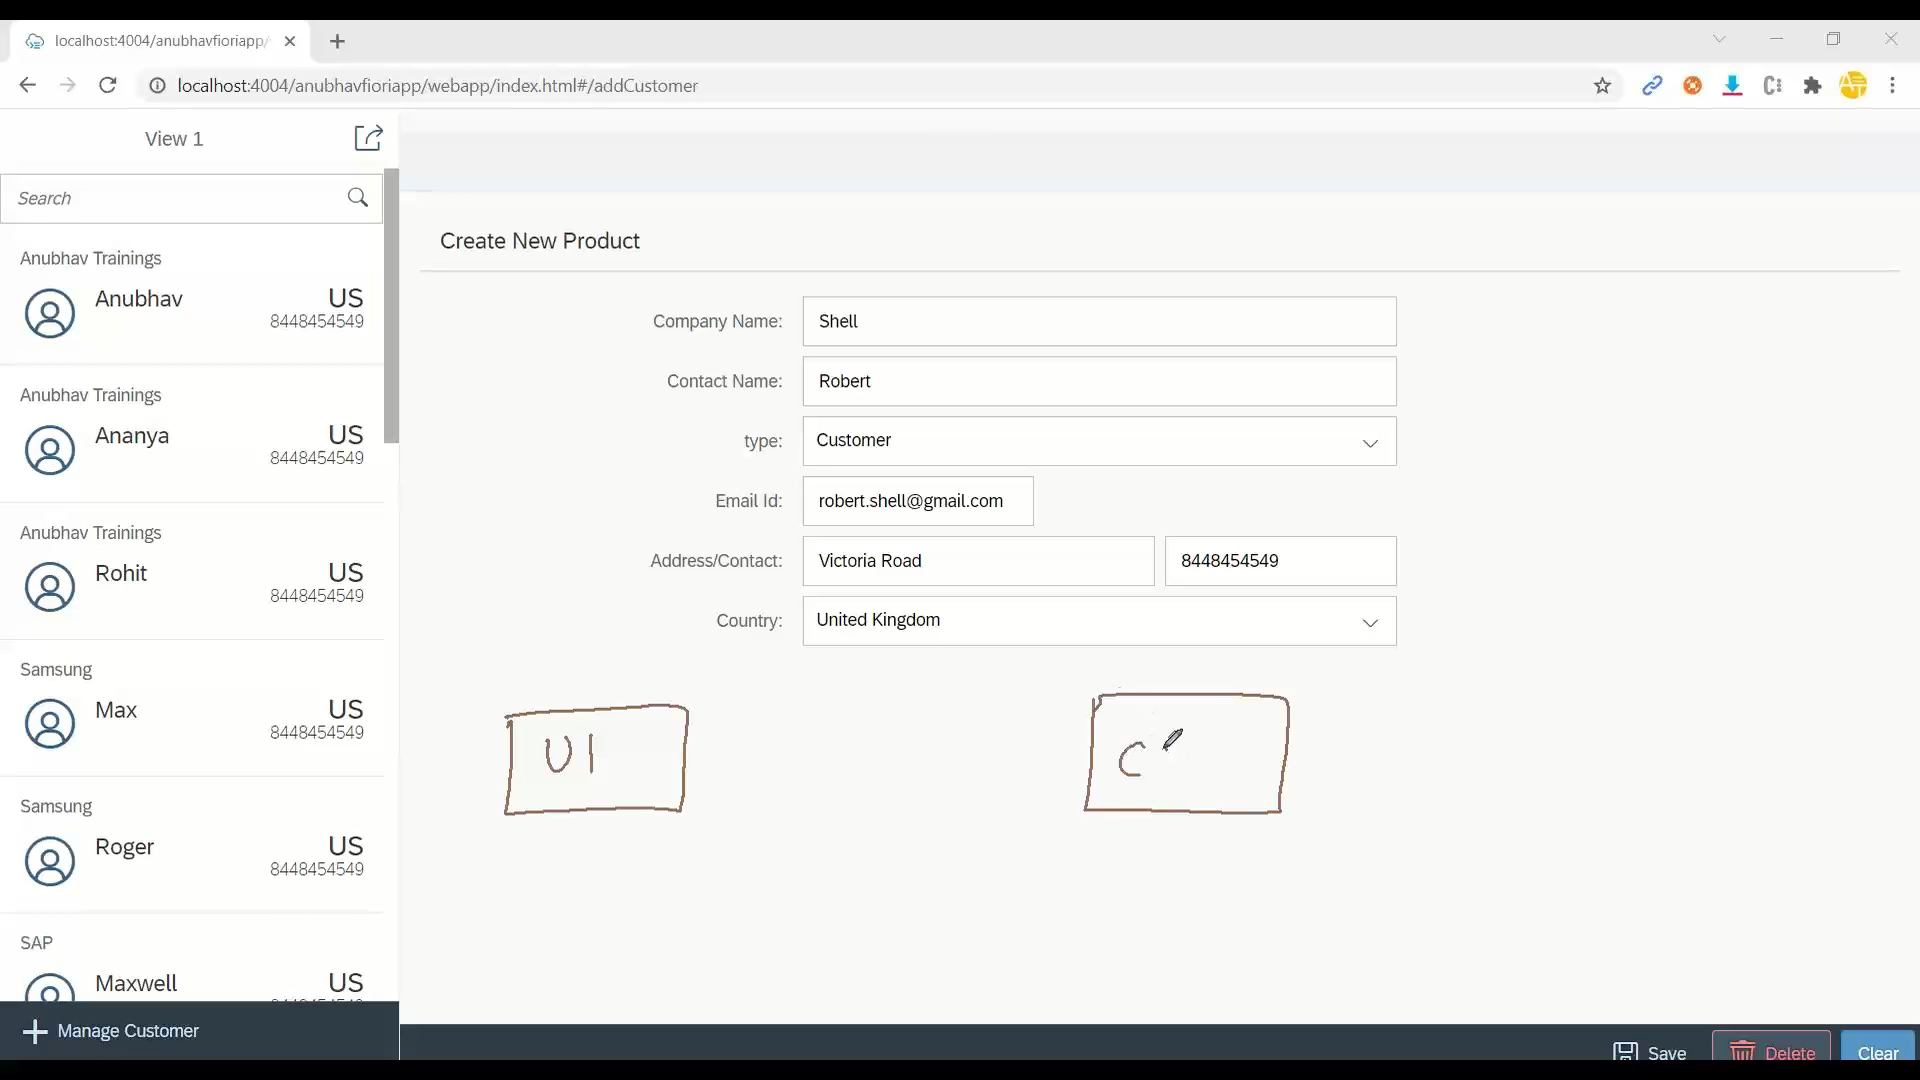 localhost:4004/anubhavfioriapp/
localhost:4004/anubhavfioriapp/webapp/index.html#/addCustomer
View 1
Search
Anubhav Trainings
Anubhav US
8448454549
Anubhav Trainings
Ananya US
8448454549
Anubhav Trainings
Rohit US
8448454549
Samsung
Max US
8448454549
Samsung
Roger US
8448454549
SAP
Maxwell US
Manage Customer
Create New Product
Company Name: Shell
Contact Name: Robert
type: Customer
Email Id: robert.shell@gmail.com
Address/Contact: Victoria Road 8448454549
Country: United Kingdom
UI C
Save Delete Clear